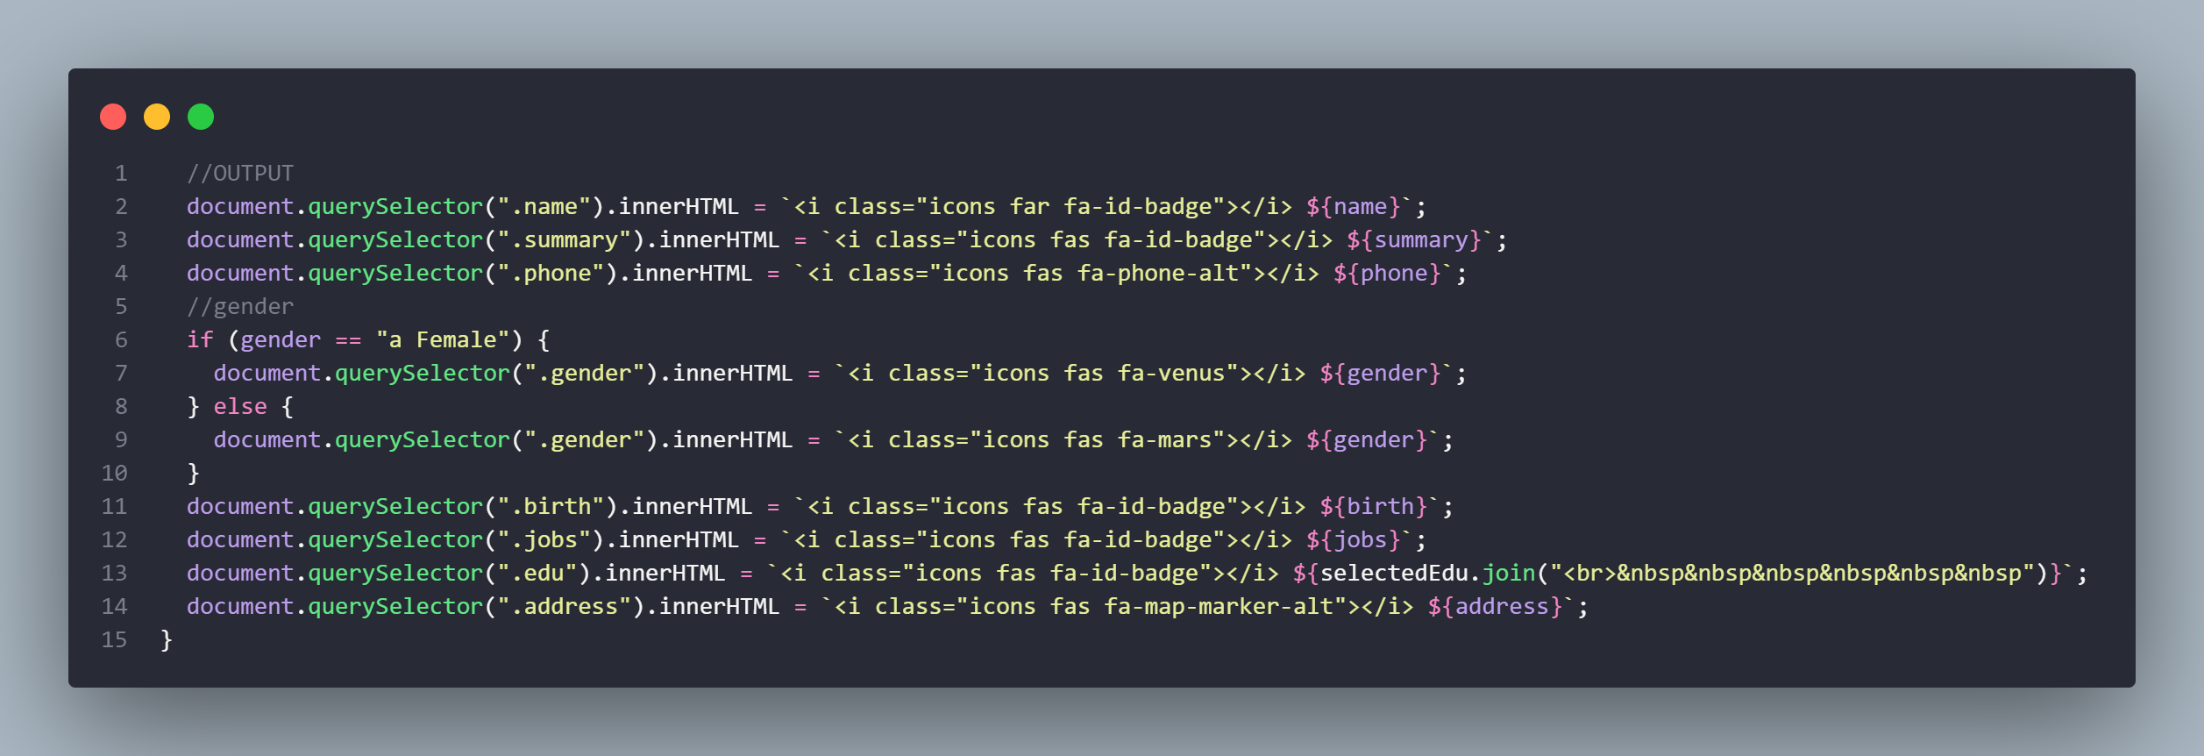 1 //OUTPUT
2 document.querySelector(".name").innerHTML = `<i class="icons far fa-id-badge"></i> ${name}`;
3 document.querySelector(".summary").innerHTML = `<i class="icons fas fa-id-badge"></i> ${summary}`;
4 document.querySelector(".phone").innerHTML = `<i class="icons fas fa-phone-alt"></i> ${phone}`;
5 //gender
6 if (gender == "a Female") {
7 document.querySelector(".gender").innerHTML = `<i class="icons fas fa-venus"></i> ${gender}`;
8 } else {
9 document.querySelector(".gender").innerHTML = `<i class="icons fas fa-mars"></i> ${gender}`;
10 }
11 document.querySelector(".birth").innerHTML = `<i class="icons fas fa-id-badge"></i> ${birth}`;
12 document.querySelector(".jobs").innerHTML = `<i class="icons fas fa-id-badge"></i> ${jobs}`;
13 document.querySelector(".edu").innerHTML = `<i class="icons fas fa-id-badge"></i> ${selectedEdu.join("<br>&nbsp&nbsp&nbsp&nbsp&nbsp&nbsp")}`;
14 document.querySelector(".address").innerHTML = `<i class="icons fas fa-map-marker-alt"></i> ${address}`;
15 }